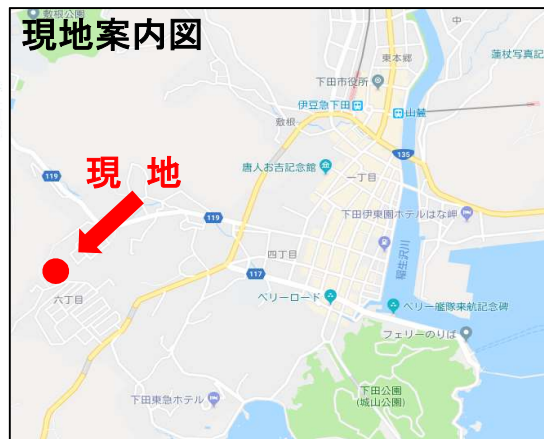 敷根公園
現地案内図
中
蓮杖写真記
東本郷
下田市役所
伊豆急下田
山麓
敷根
135
唐人お吉記念館
一丁目
現 地
119
119
下田伊東園ホテルはな岬
四丁目
稲生沢川
117
六丁目
ペリーロード
ペリー艦隊来航記念碑
フェリーのりば
下田公園
(城山公園)
下田東急ホテル